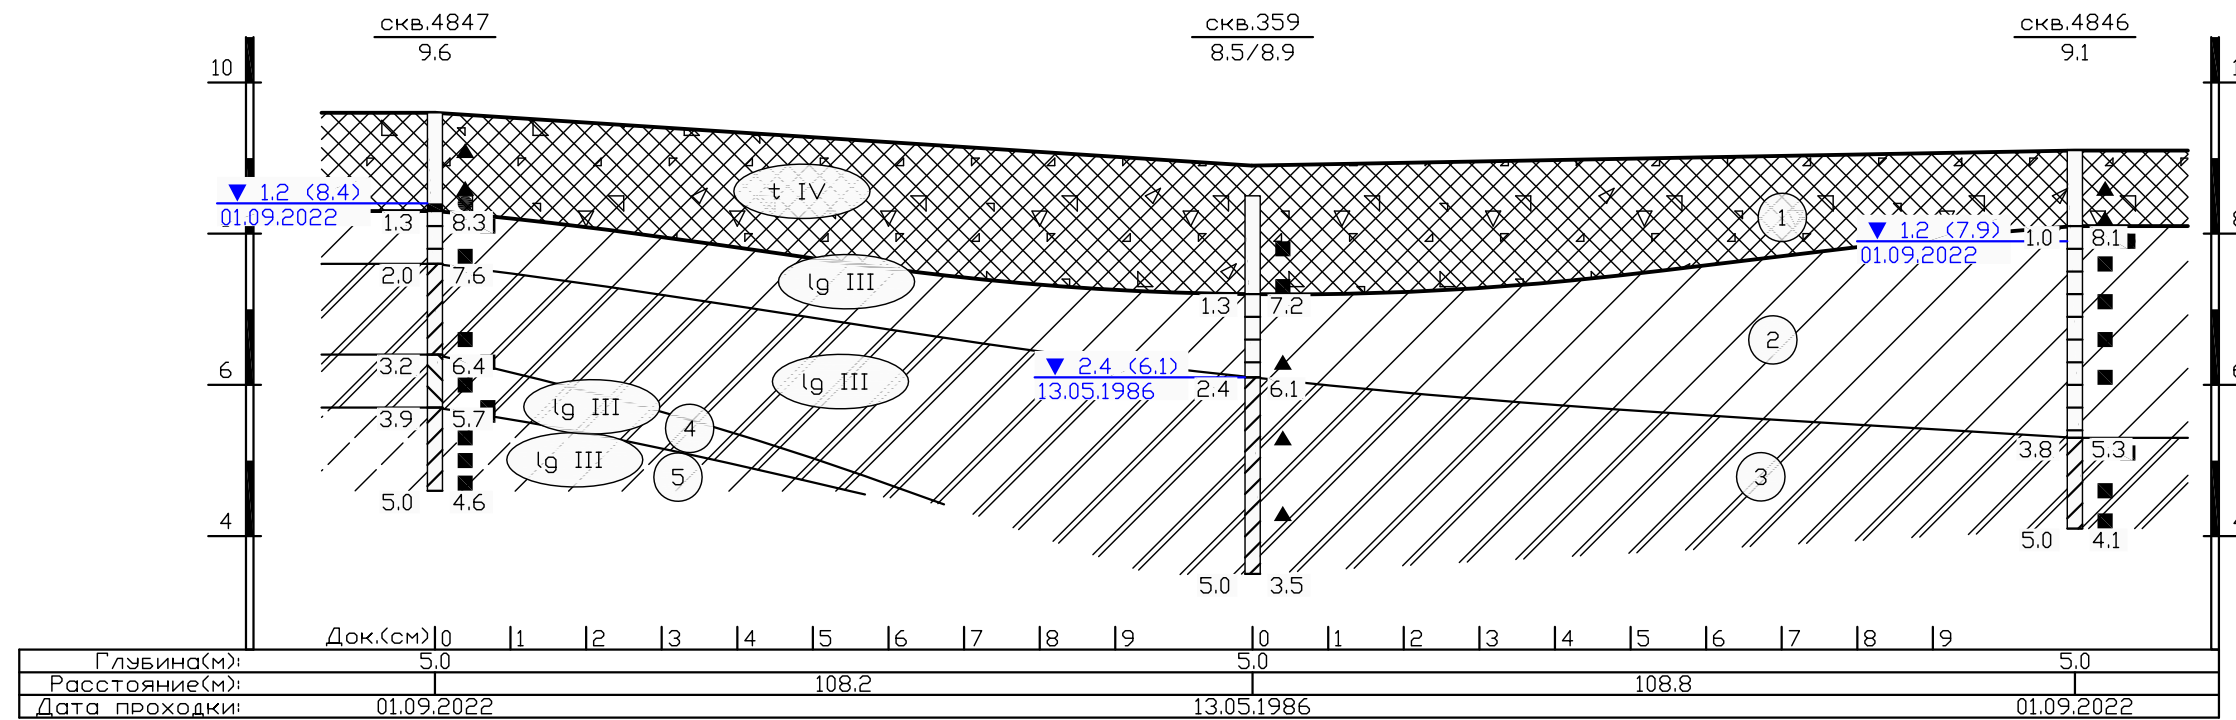 скв.4847 скв.359 скв.4846
9.6 8.5/8.9 9.1
10 1
t IV
1.2 (8.4)
01.09.2022
1.3 8.3
1
1.2 (7.9)
01.09.2022
1.0 8.1
8
2.0 7.6
lg III
1.3 7.2
2
3.2 6.4
lg III
2.4 (6.1)
13.05.1986
2.4 6.1
6 6
3.9 5.7
lg III
4
lg III
5
3
3.8 5.3
5.0 4.6
4
5.0 4.1
5.0 3.5
Док.(см) 0 1 2 3 4 5 6 7 8 9 0 1 2 3 4 5 6 7 8 9
Глубина(м): 5.0 5.0 5.0
Расстояние(м): 108.2 108.8
Дата проходки: 01.09.2022 13.05.1986 01.09.2022